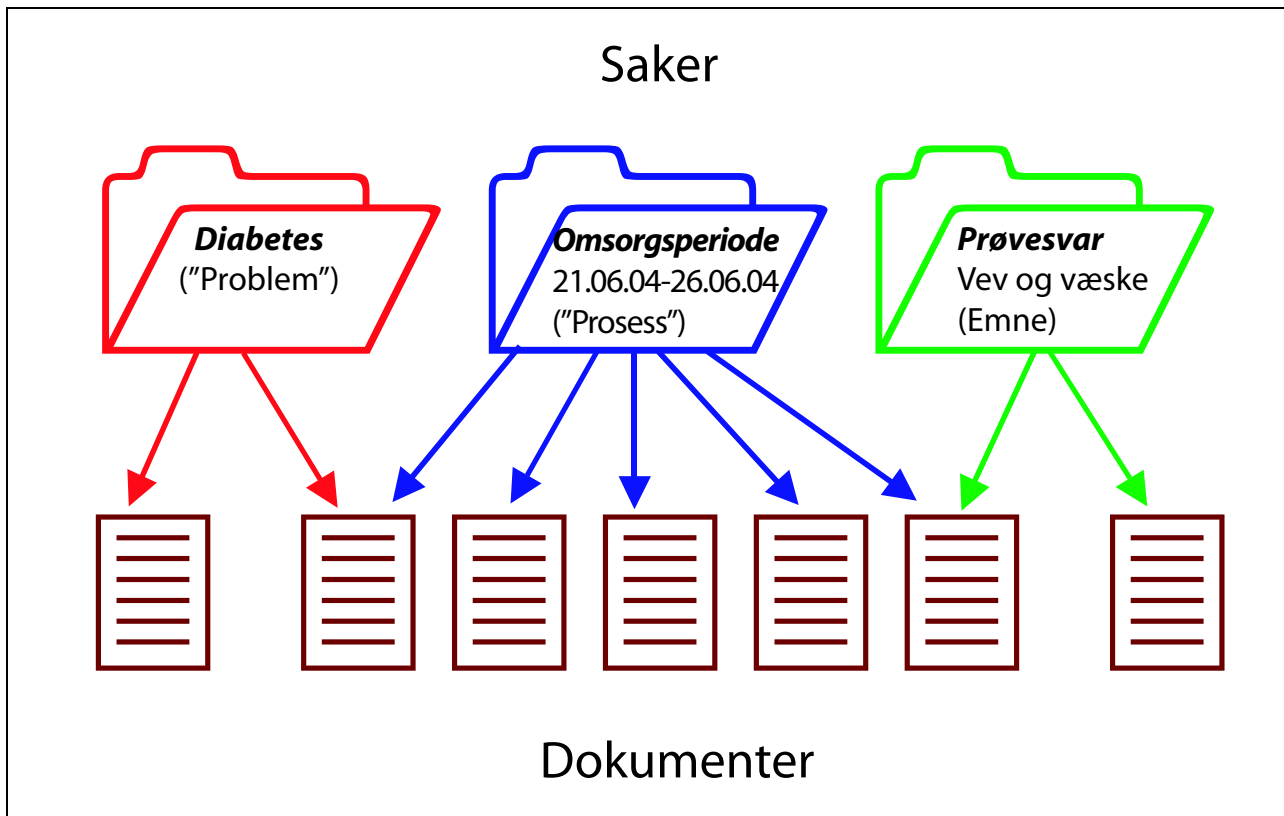 Saker
Diabetes
(”Problem”)
Omsorgsperiode
21.06.04-26.06.04
(”Prosess”)
Prøvesvar
Vev og væske
(Emne)
Dokumenter